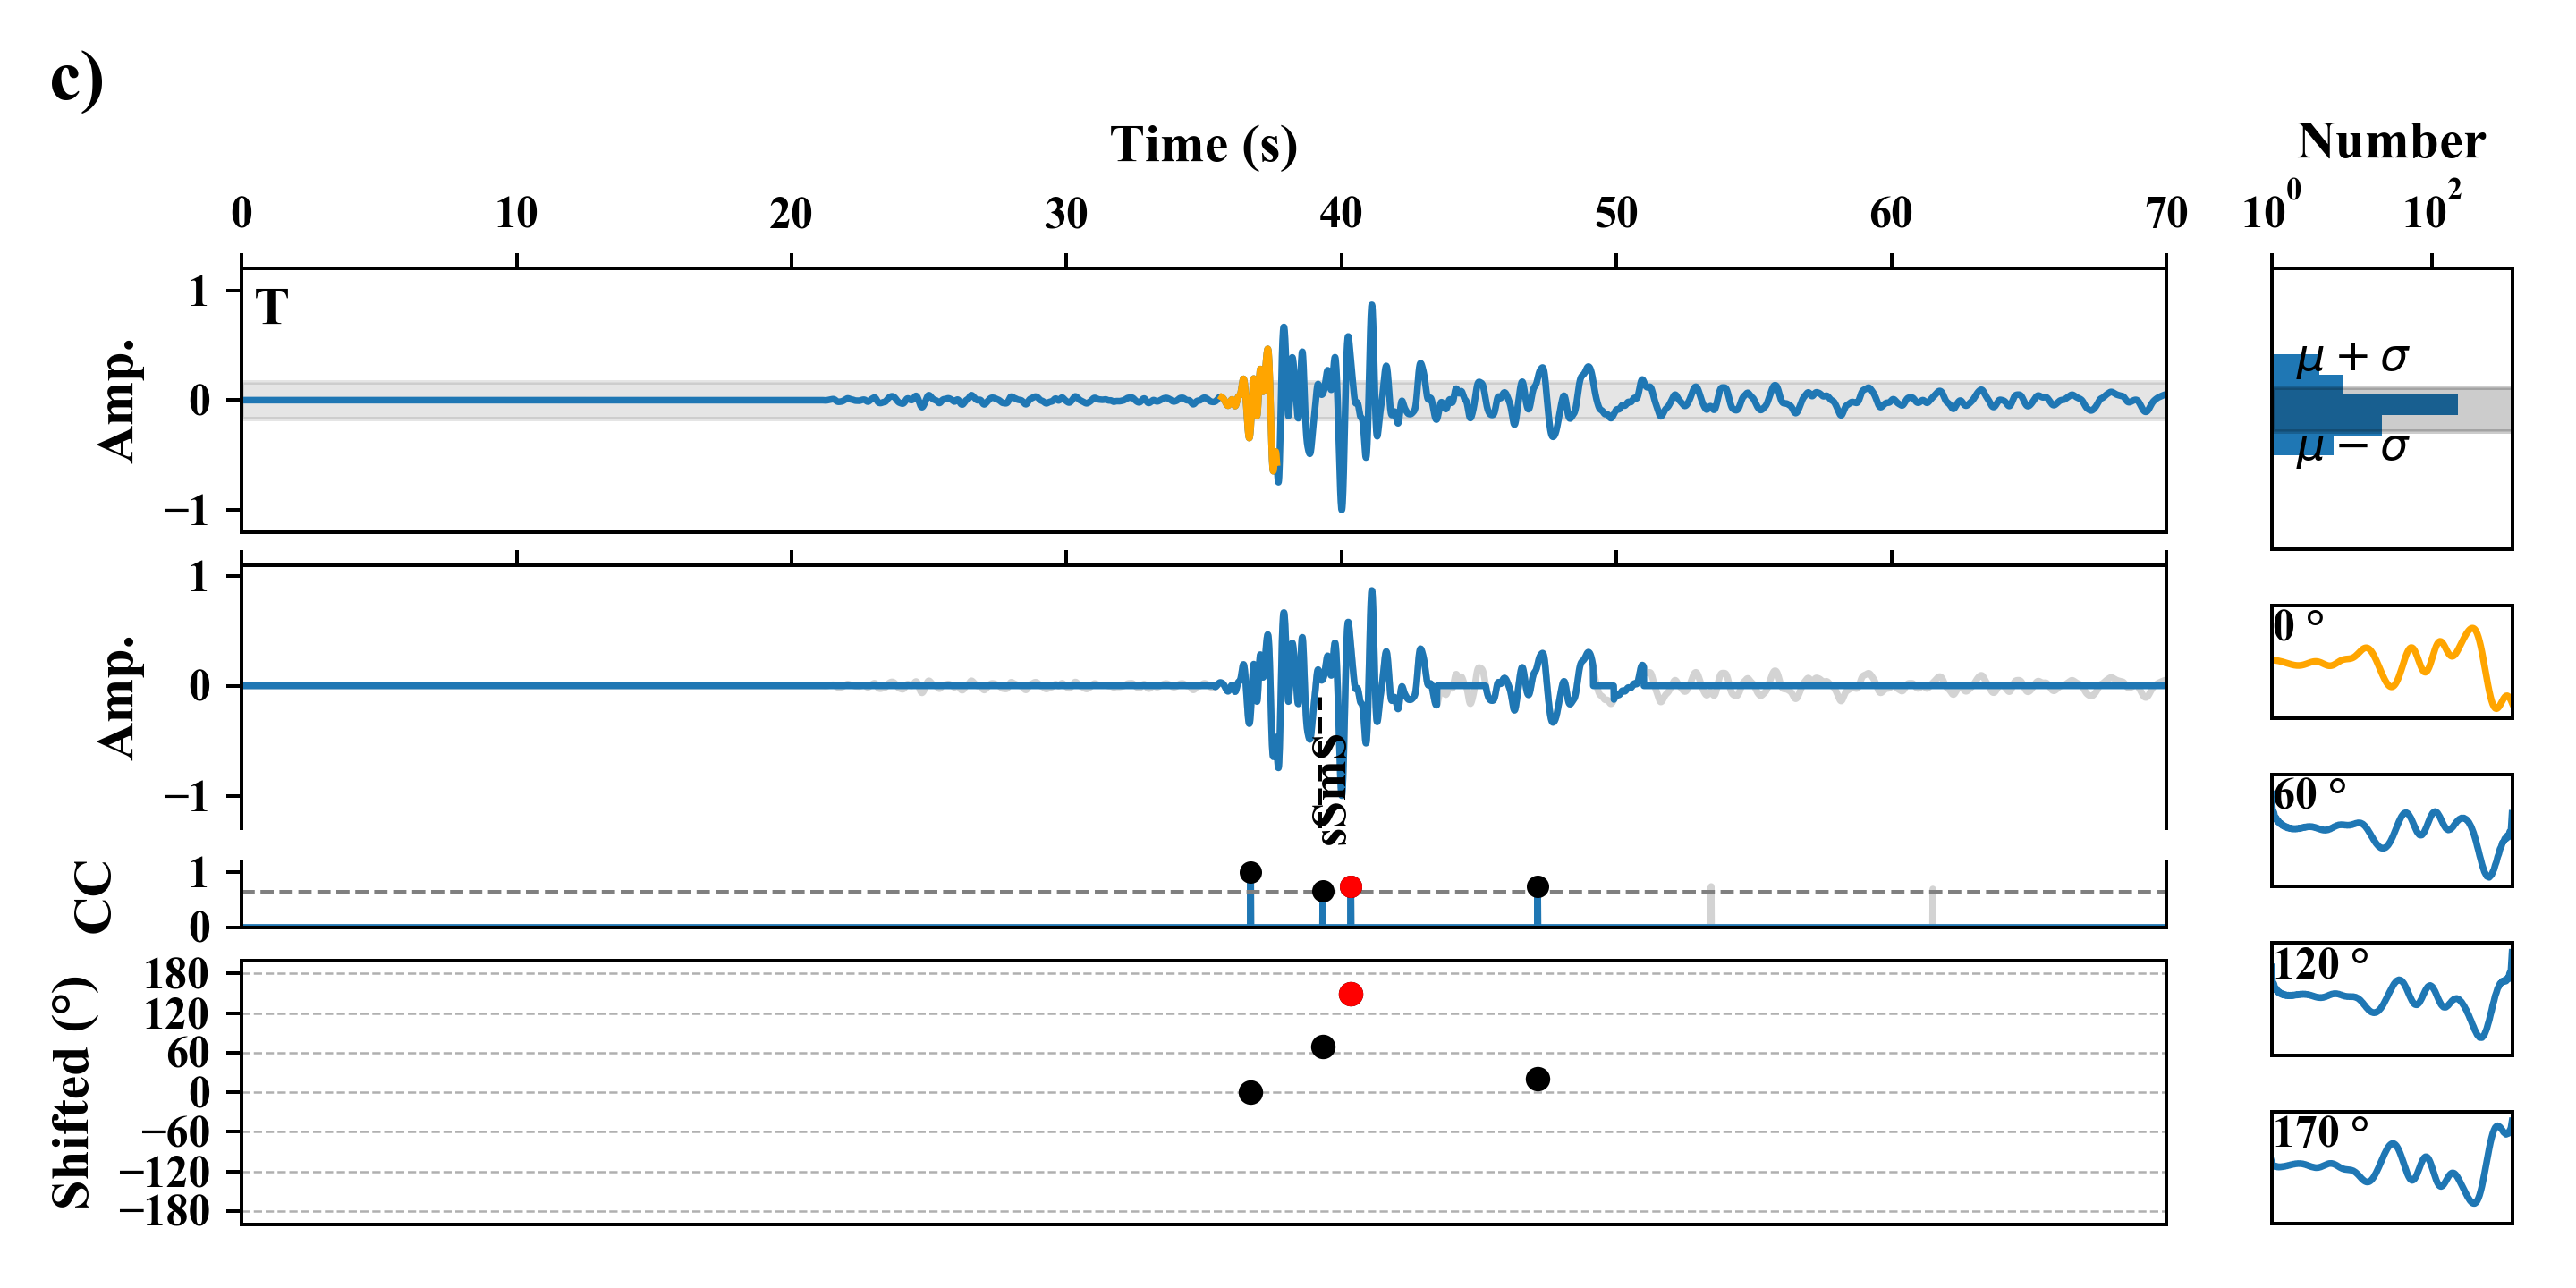 c)
Time (s)
Number
0 10 20 30 40 50 60 70
10^0 10^2
T
Amp.
1
0
−1
μ + σ
μ − σ
Amp.
1
0
−1
sSmS
CC
1
0
Shifted (°)
180
120
60
0
−60
−120
−180
0 °
60 °
120 °
170 °